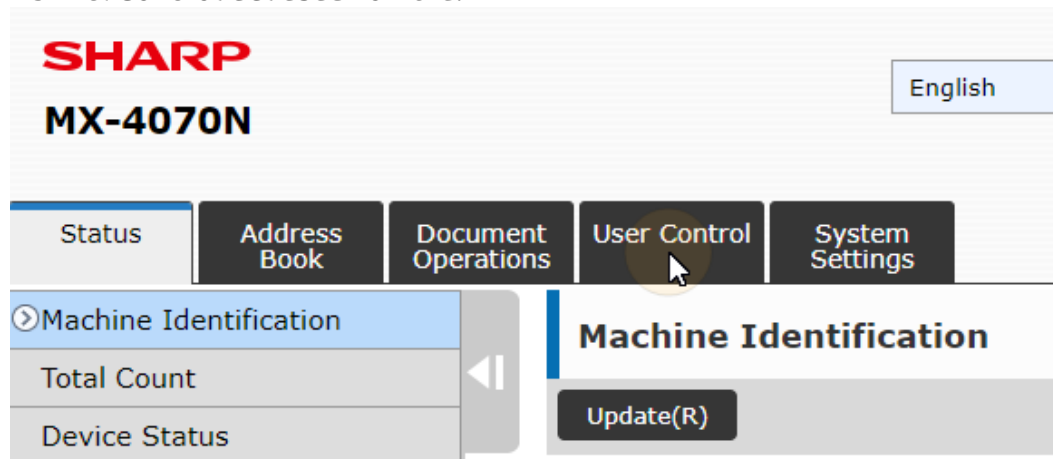 SHARP
MX-4070N
English
Status
Address
Book
Document
Operations
User Control
System
Settings
Machine Identification
Total Count
Device Status
Machine Identification
Update(R)